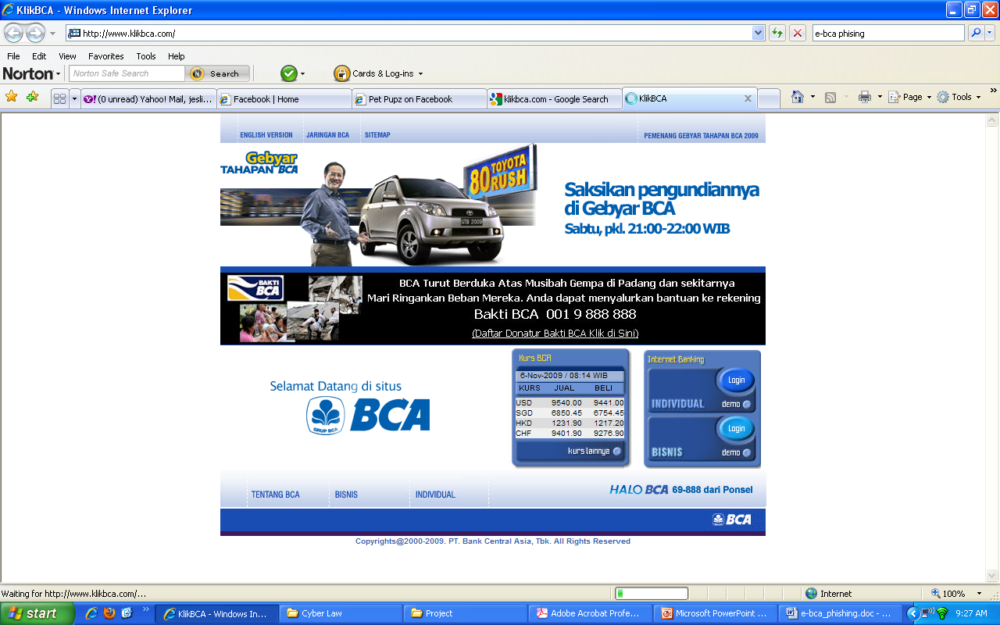 KlikBCA - Windows Internet Explorer
http://www.klikbca.com/
e-bca phising
File Edit View Favorites Tools Help
Norton
Norton Safe Search
Search
Cards & Log-ins
(0 unread) Yahoo! Mail, jesli...
Facebook | Home
Pet Pupz on Facebook
klikbca.com - Google Search
KlikBCA
Page
Tools
ENGLISH VERSION
JARINGAN BCA
SITEMAP
PEMENANG GEBYAR TAHAPAN BCA 2009
Gebyar
TAHAPAN BCA
80 TOYOTA
RUSH
GTB 2009
Saksikan pengundiannya
di Gebyar BCA
Sabtu, pkl. 21:00-22:00 WIB
BAKTI
BCA
BCA Turut Berduka Atas Musibah Gempa di Padang dan sekitarnya
Mari Ringankan Beban Mereka. Anda dapat menyalurkan bantuan ke rekening
Bakti BCA 001 9 888 888
(Daftar Donatur Bakti BCA Klik di Sini)
Selamat Datang di situs
BCA
GRUP BCA
Kurs BCA
6-Nov-2009 / 08:14 WIB
KURS JUAL BELI
USD 9540.00 9441.00
SGD 6850.45 6754.45
HKD 1231.90 1217.20
CHF 9401.90 9276.90
kurs lainnya
Internet Banking
Login
INDIVIDUAL
demo
Login
BISNIS
demo
TENTANG BCA
BISNIS
INDIVIDUAL
HALO BCA 69-888 dari Ponsel
BCA
Copyrights@2000-2009. PT. Bank Central Asia, Tbk. All Rights Reserved
Waiting for http://www.klikbca.com/...
Internet
100%
start
KlikBCA - Windows In...
Cyber Law
Project
Adobe Acrobat Profe...
Microsoft PowerPoint ...
e-bca_phishing.doc - ...
9:27 AM